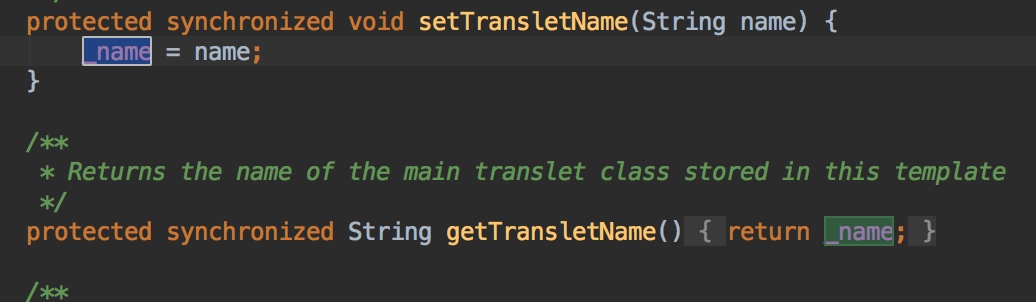 */
protected synchronized void setTransletName(String name) {
    _name = name;
}
/**
 * Returns the name of the main translet class stored in this template
 */
protected synchronized String getTransletName() { return _name; }
/**